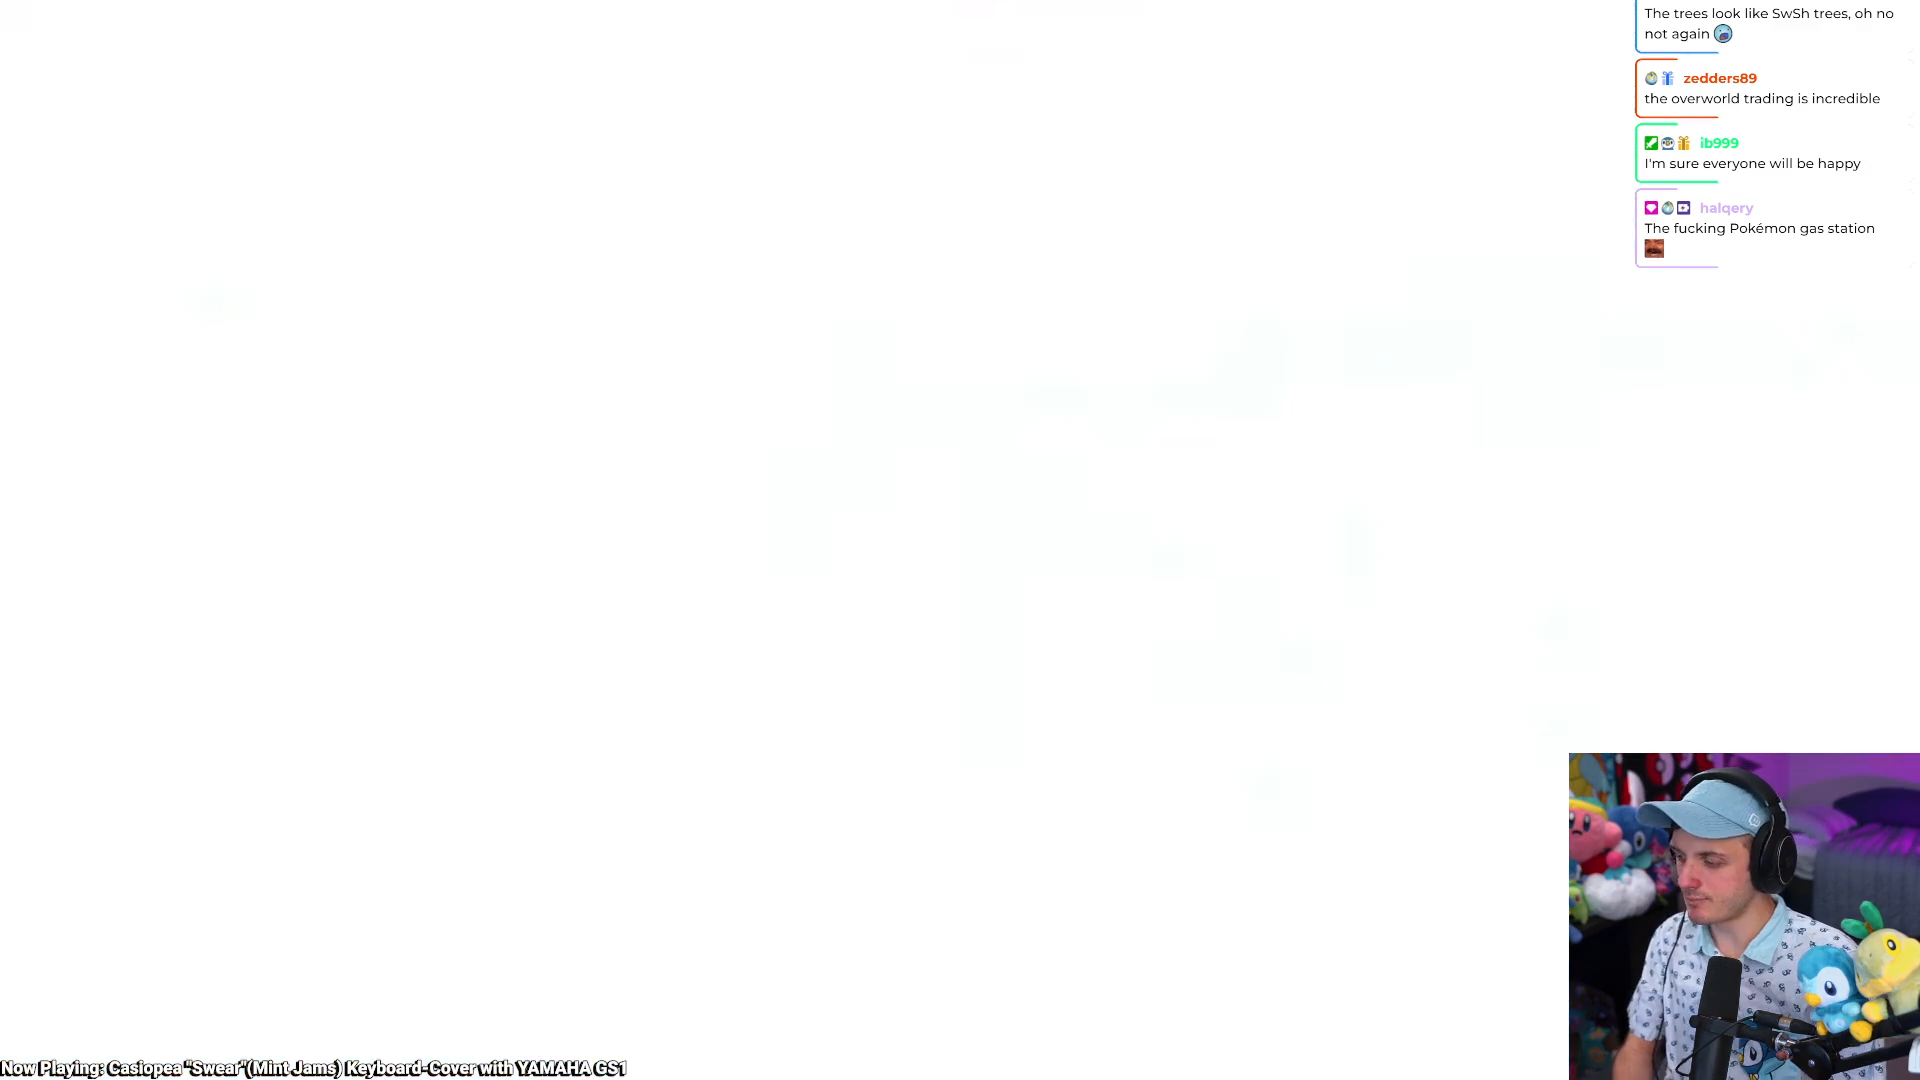 The trees look like SwSh trees, oh no
not again
zedders89
the overworld trading is incredible
ib999
I'm sure everyone will be happy
halqery
The fucking Pokémon gas station
Now Playing: Casiopea "Swear"(Mint Jams) Keyboard-Cover with YAMAHA GS1